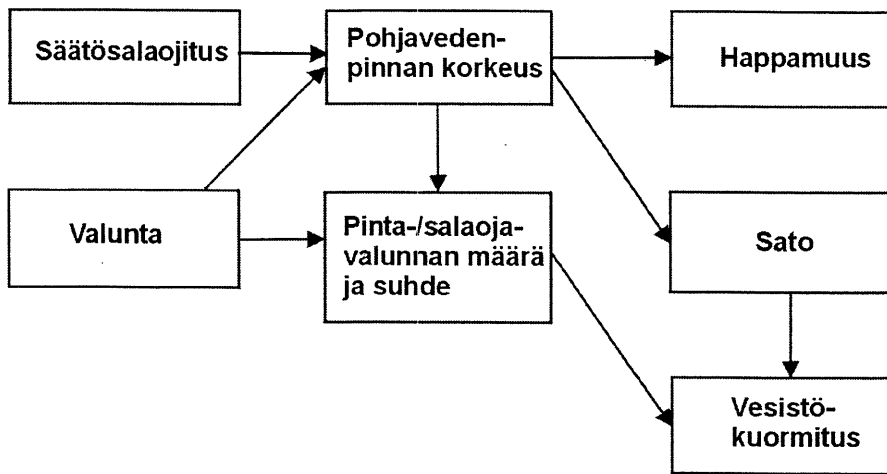 Säätösalaojitus
Pohjaveden-
pinnan korkeus
Happamuus
Valunta
Pinta-/salaoja-
valunnan määrä
ja suhde
Sato
Vesistö-
kuormitus